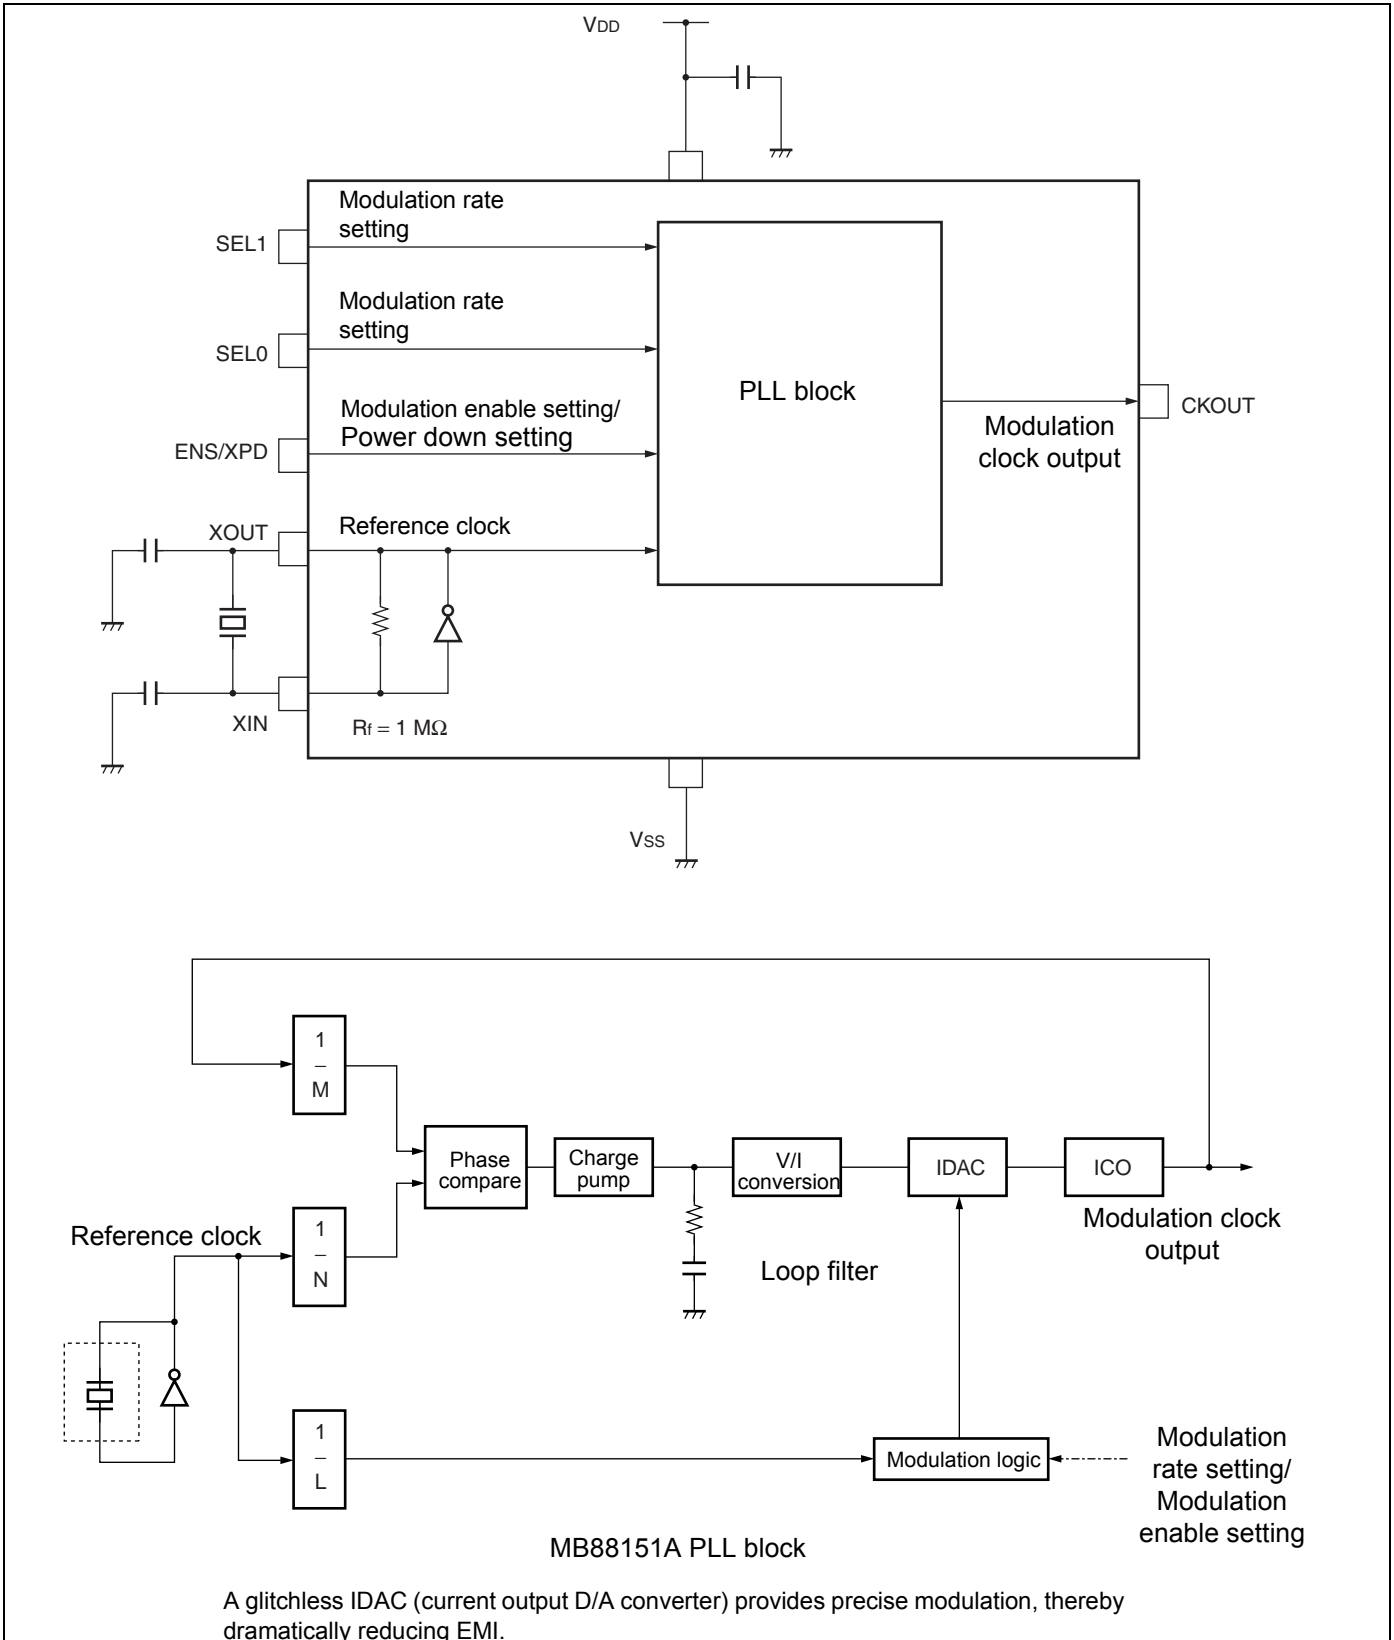 VDD
Modulation rate
setting
SEL1
Modulation rate
setting
SEL0
PLL block
CKOUT
Modulation enable setting/
Power down setting
Modulation
clock output
ENS/XPD
XOUT
Reference clock
XIN
Rf = 1 MΩ
VSS
1
–
M
Phase
compare
Charge
pump
V/I
conversion
IDAC
ICO
Reference clock
1
–
N
Modulation clock
output
Loop filter
1
–
L
Modulation logic
Modulation
rate setting/
Modulation
enable setting
MB88151A PLL block
A glitchless IDAC (current output D/A converter) provides precise modulation, thereby
dramatically reducing EMI.